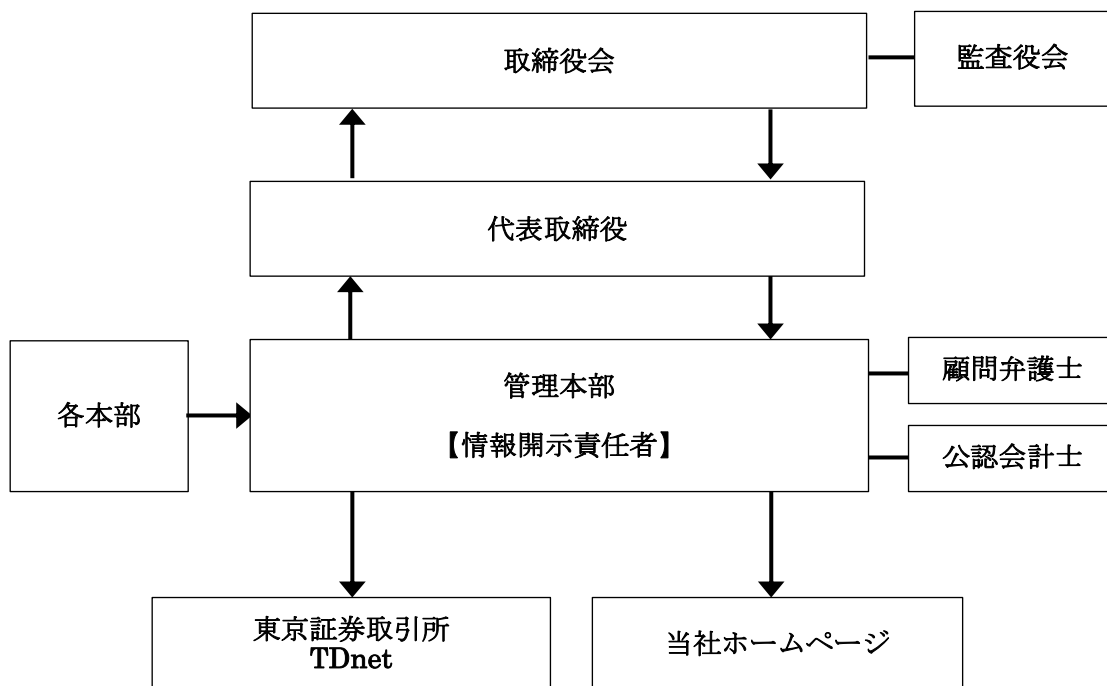 取締役会
監査役会
代表取締役
各本部
管理本部
【情報開示責任者】
顧問弁護士
公認会計士
東京証券取引所
TDnet
当社ホームページ